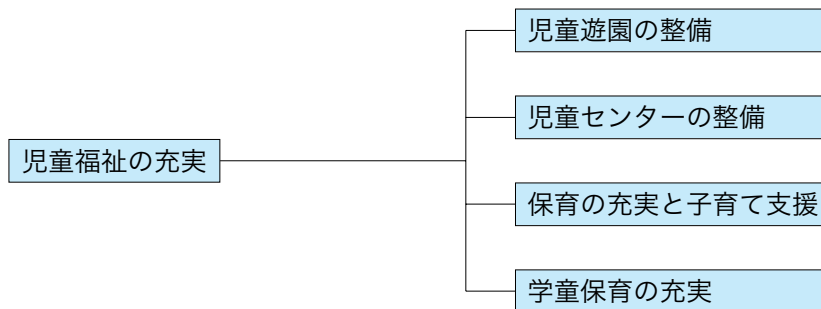 児童福祉の充実
児童遊園の整備
児童センターの整備
保育の充実と子育て支援
学童保育の充実